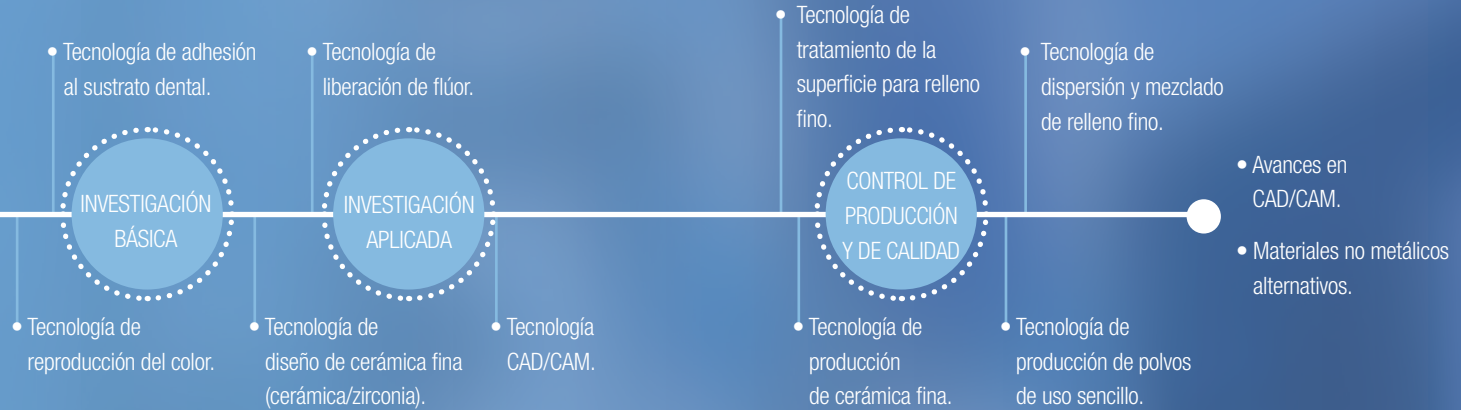 • Tecnología de adhesión
al sustrato dental.
• Tecnología de
liberación de flúor.
• Tecnología de
tratamiento de la
superficie para relleno
fino.
• Tecnología de
dispersión y mezclado
de relleno fino.
INVESTIGACIÓN
BÁSICA
INVESTIGACIÓN
APLICADA
CONTROL DE
PRODUCCIÓN
Y DE CALIDAD
• Avances en
CAD/CAM.
• Materiales no metálicos
alternativos.
• Tecnología de
reproducción del color.
• Tecnología de
diseño de cerámica fina
(cerámica/zirconia).
• Tecnología
CAD/CAM.
• Tecnología de
producción
de cerámica fina.
• Tecnología de
producción de polvos
de uso sencillo.